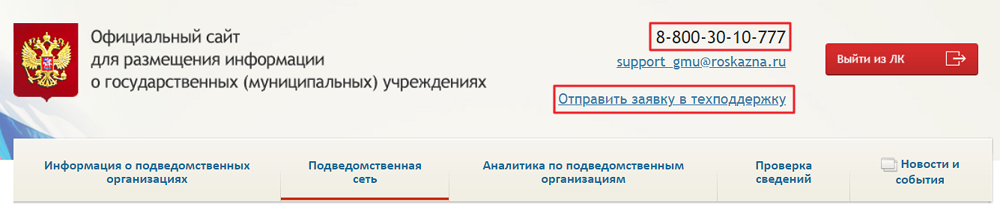 Официальный сайт
для размещения информации
о государственных (муниципальных) учреждениях
8-800-30-10-777
support_gmu@roskazna.ru
Отправить заявку в техподдержку
Выйти из ЛК
Информация о подведомственных
организациях
Подведомственная
сеть
Аналитика по подведомственным
организациям
Проверка
сведений
Новости и
события